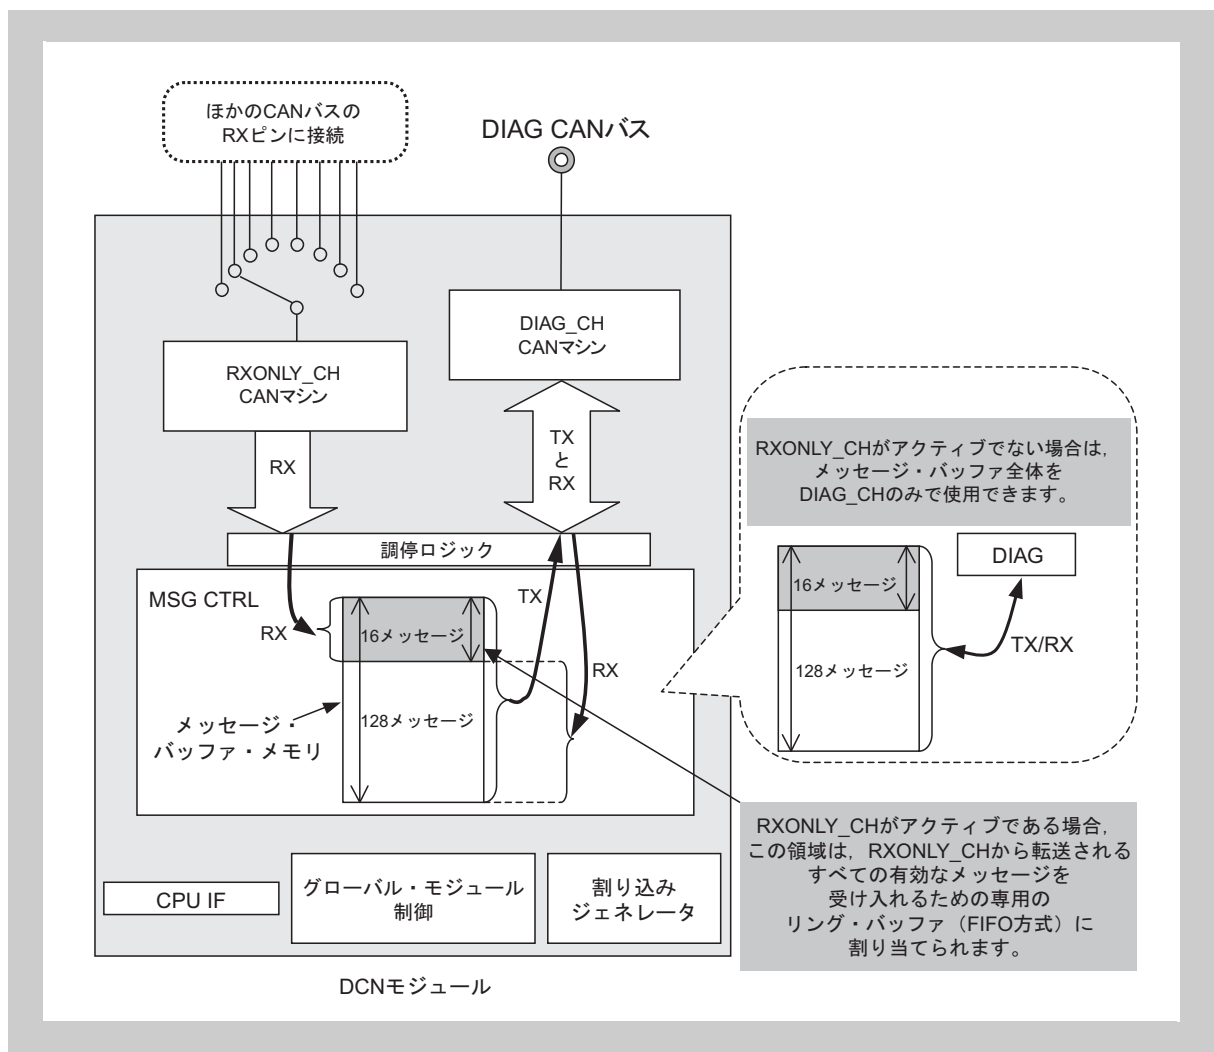 ほかのCANバスの
RXピンに接続
DIAG CANバス
DIAG_CH
CANマシン
RXONLY_CH
CANマシン
RX
TX
と
RX
調停ロジック
MSG CTRL
RX
16メッセージ
128メッセージ
TX
RX
メッセージ・
バッファ・メモリ
RXONLY_CHがアクティブでない場合は,
メッセージ・バッファ全体を
DIAG_CHのみで使用できます。
DIAG
16メッセージ
128メッセージ
TX/RX
RXONLY_CHがアクティブである場合,
この領域は, RXONLY_CHから転送される
すべての有効なメッセージを
受け入れるための専用の
リング・バッファ（FIFO方式）に
割り当てられます。
CPU IF
グローバル・モジュール
制御
割り込み
ジェネレータ
DCNモジュール